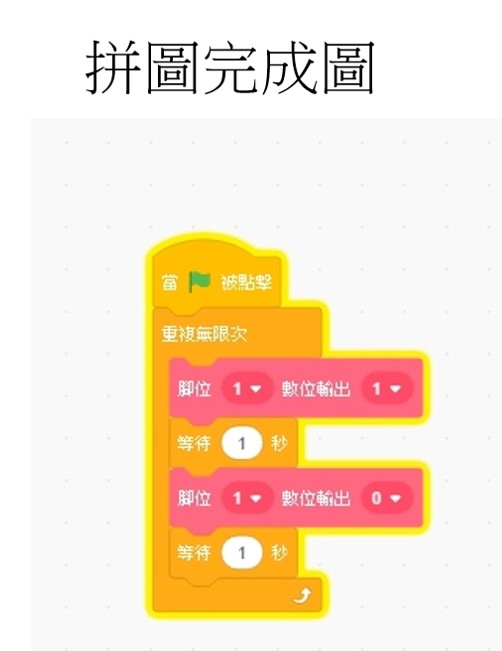 拼圖完成圖
當 被點擊
重複無限次
腳位 1 數位輸出 1
等待 1 秒
腳位 1 數位輸出 0
等待 1 秒